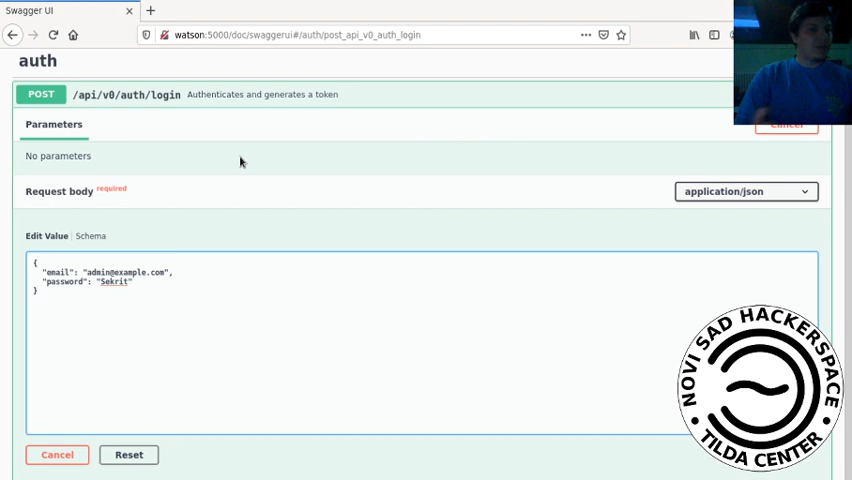 Swagger UI
watson:5000/doc/swaggerui#/auth/post_api_v0_auth_login
auth
POST /api/v0/auth/login Authenticates and generates a token
Parameters
Cancel
No parameters
Request body required
application/json
Edit Value | Schema
{
"email": "admin@example.com",
"password": "Sekrit"
}
Cancel
Reset
NOVI SAD HACKERSPACE
TILDA CENTER